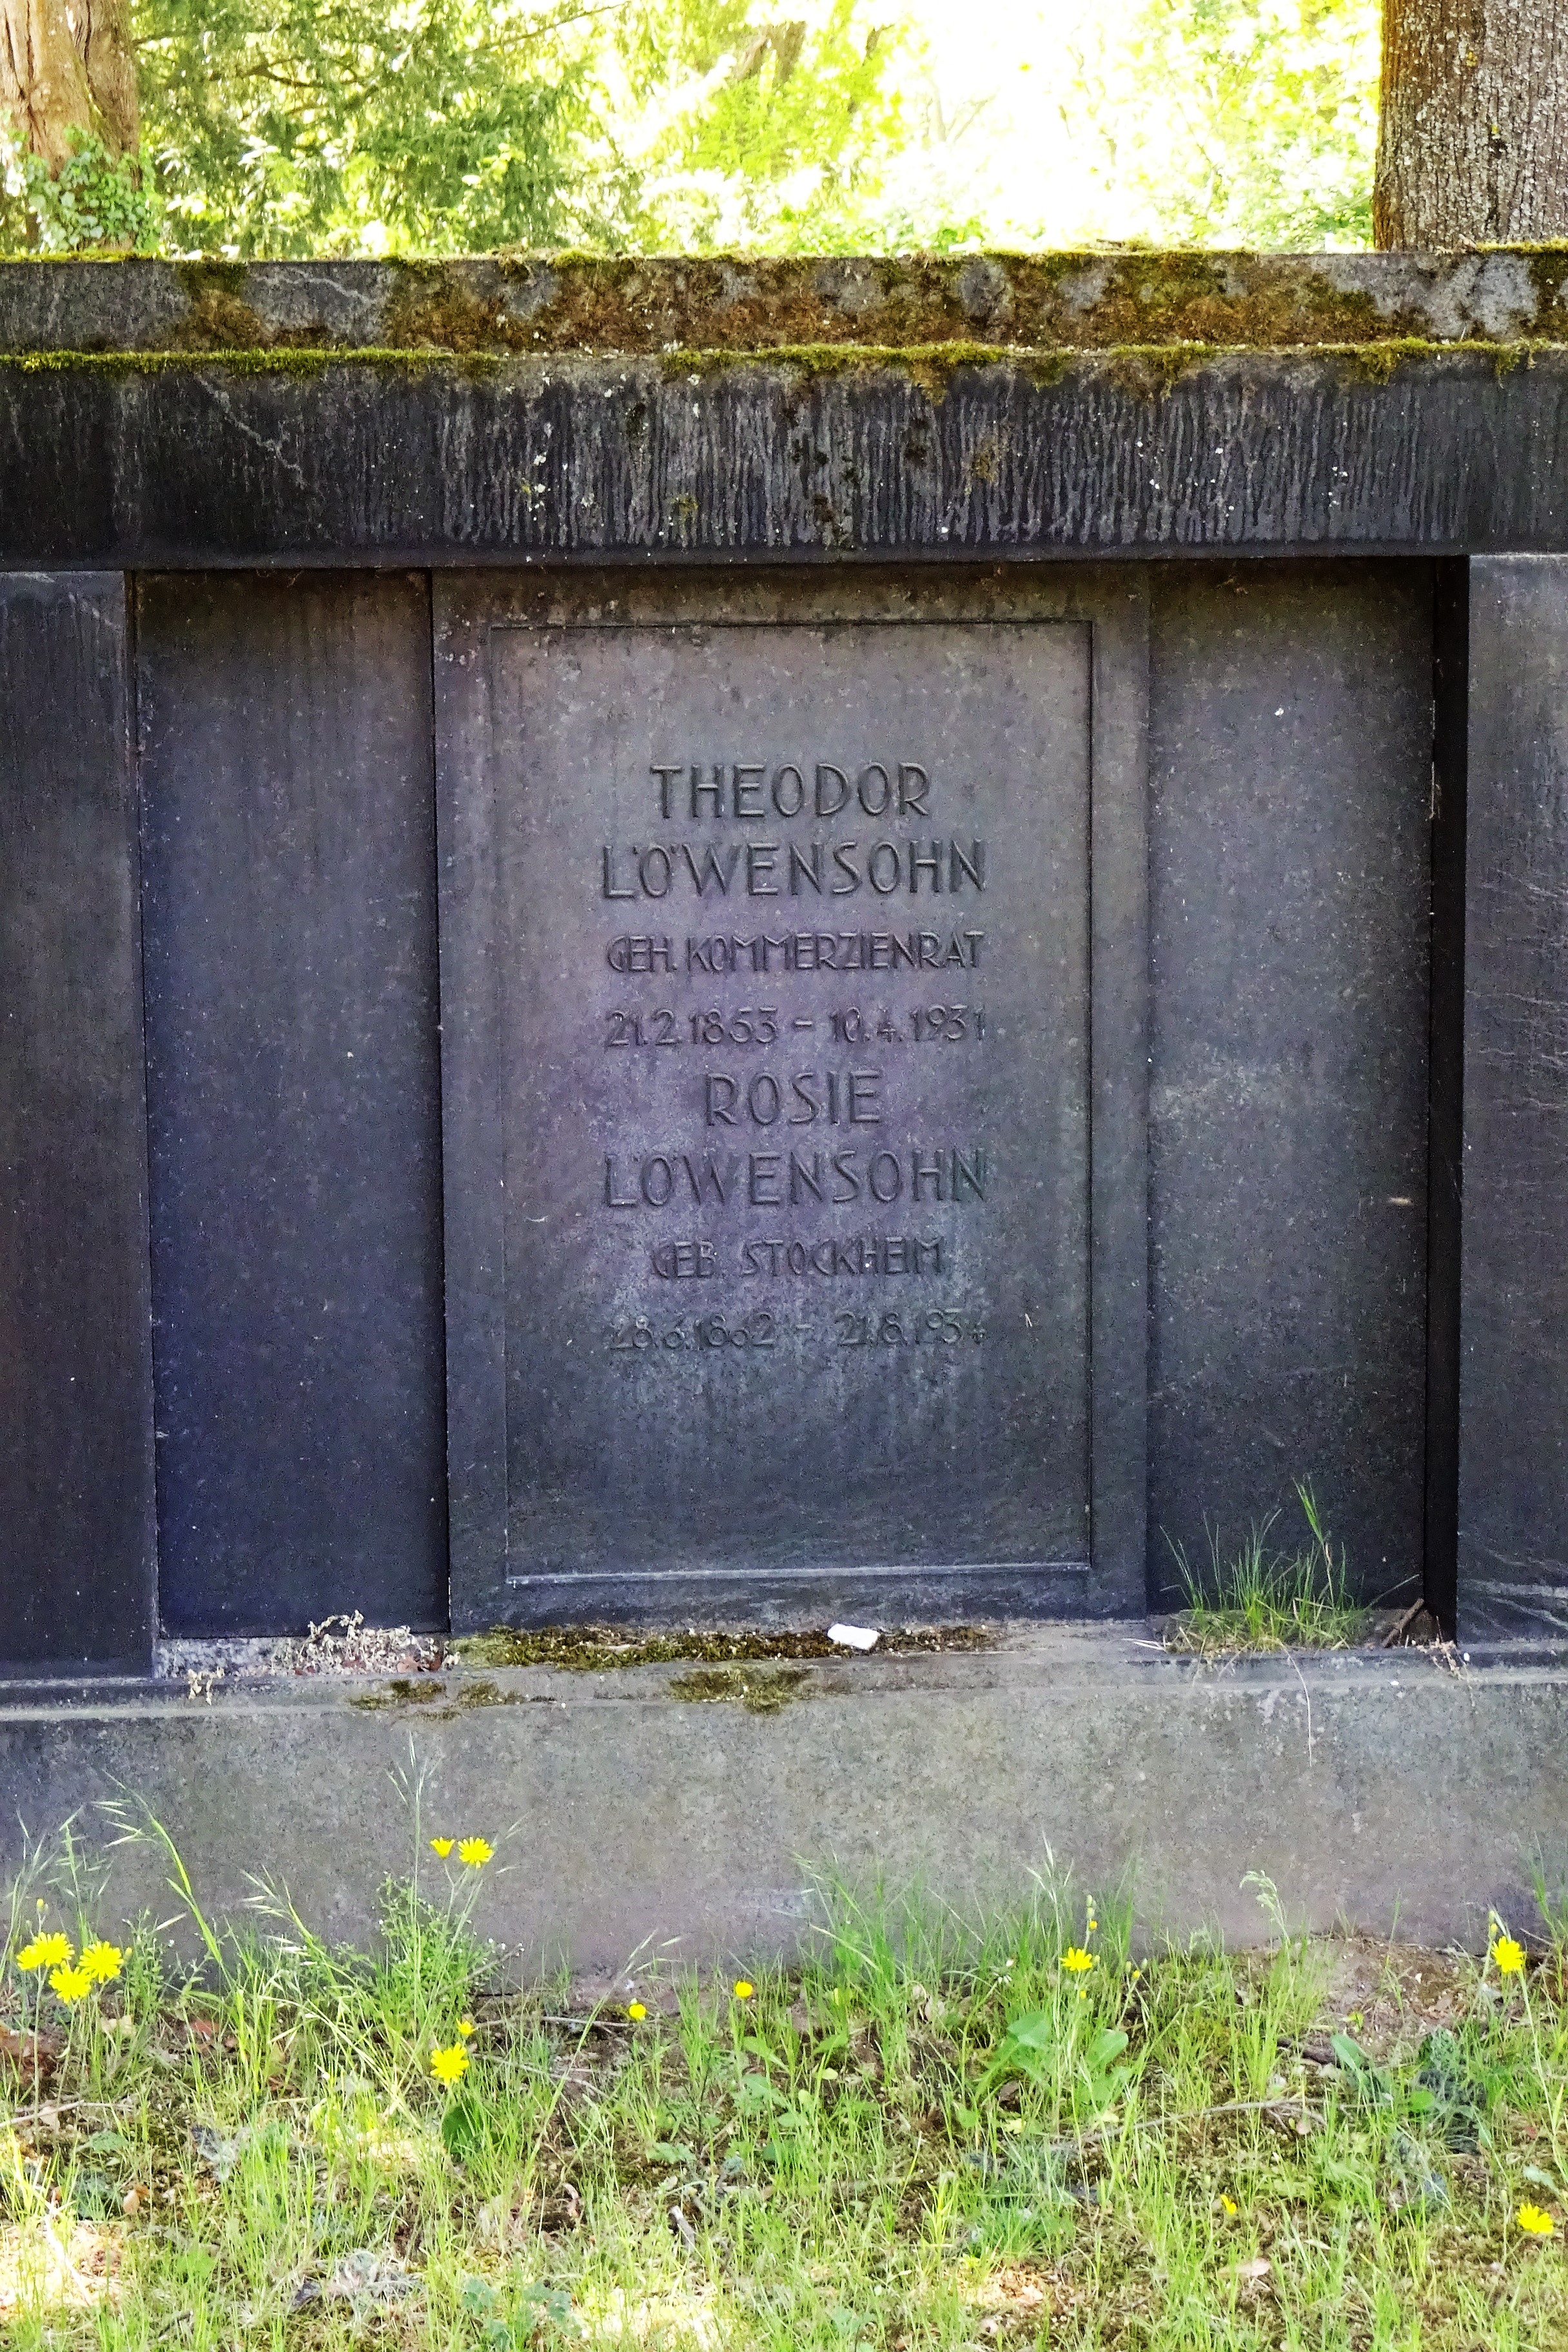 THEODOR
LÖWENSOHN
GEH. KOMMERZIENRAT
21.2.1853 – 10.4.1931
ROSIE
LÖWENSOHN
GEB. STOCKHEIM
28.6.1862 – 21.8.1934